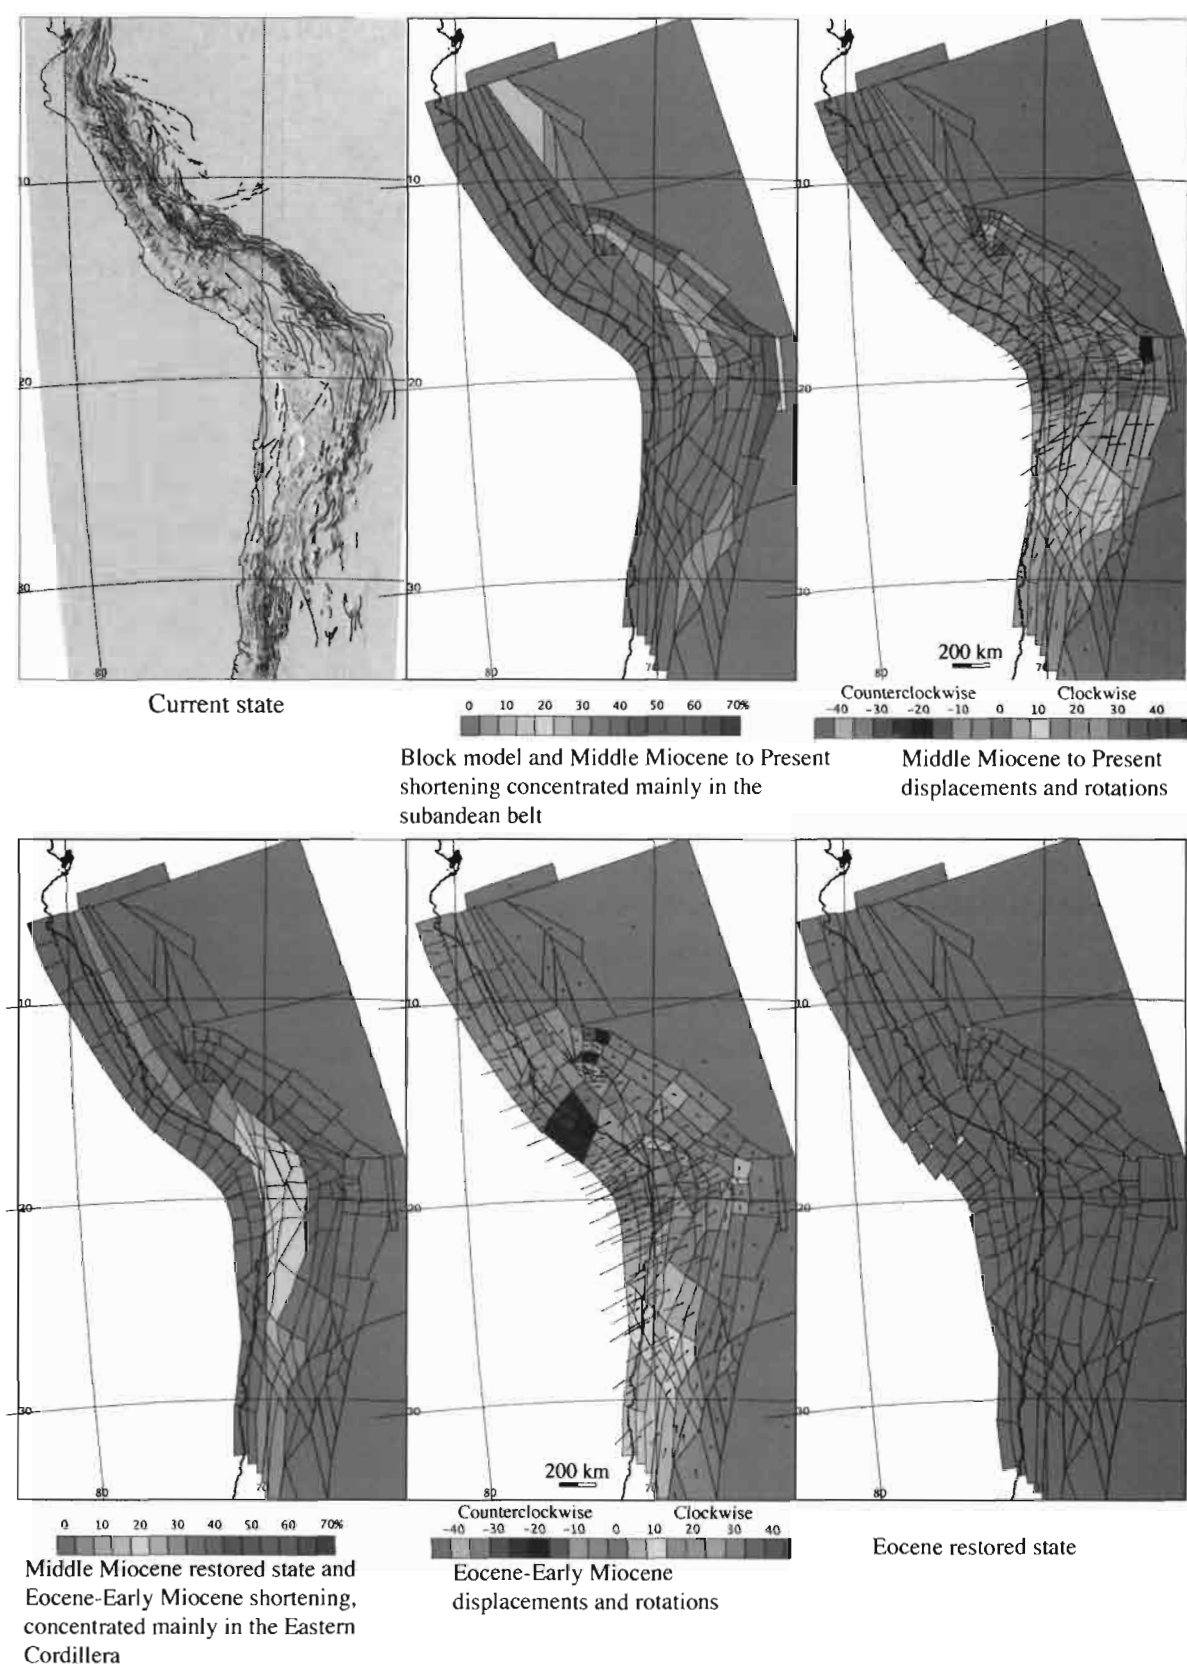 10
20
30
80
Current state
10
20
30
80
70
0 10 20 30 40 50 60 70%
Block model and Middle Miocene to Present
shortening concentrated mainly in the
subandean belt
10
20
30
80
200 km
Counterclockwise Clockwise
-40 -30 -20 -10 0 10 20 30 40
Middle Miocene to Present
displacements and rotations
10
20
30
80
70
0 10 20 30 40 50 60 70%
Middle Miocene restored state and
Eocene-Early Miocene shortening,
concentrated mainly in the Eastern
Cordillera
10
20
30
80
70
200 km
Counterclockwise Clockwise
-40 -30 -20 -10 0 10 20 30 40
Eocene-Early Miocene
displacements and rotations
10
20
30
80
Eocene restored state